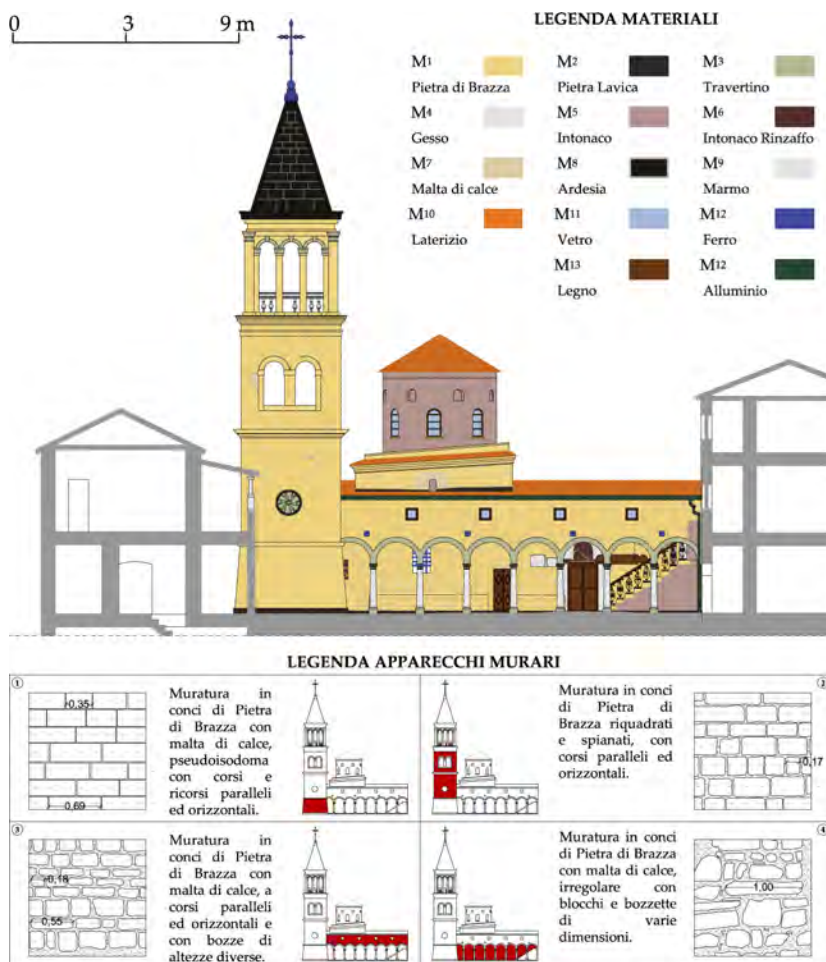 0 3 9 m
LEGENDA MATERIALI
M1 M2 M3
Pietra di Brazza Pietra Lavica Travertino
M4 M5 M6
Gesso Intonaco Intonaco Rinzaffo
M7 M8 M9
Malta di calce Ardesia Marmo
M10 M11 M12
Laterizio Vetro Ferro
M13 M12
Legno Alluminio
LEGENDA APPARECCHI MURARI
1
0,35
0,69
Muratura in
conci di Pietra
di Brazza con
malta di calce,
pseudoisodoma
con corsi e
ricorsi paralleli
ed orizzontali.
2
Muratura in conci
di Pietra di
Brazza riquadrati
e spianati, con
corsi paralleli ed
orizzontali.
0,17
3
0,18
0,55
Muratura in
conci di Pietra
di Brazza con
malta di calce, a
corsi paralleli
ed orizzontali e
con bozze di
altezze diverse.
4
Muratura in conci
di Pietra di Brazza
con malta di calce,
irregolare con
blocchi e bozzette
di varie
dimensioni.
1,00